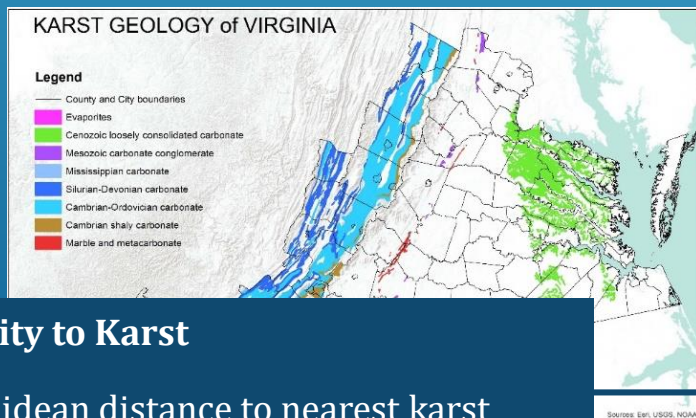 KARST GEOLOGY of VIRGINIA
Legend
County and City boundaries
Evaporites
Cenozoic loosely consolidated carbonate
Mesozoic carbonate conglomerate
Mississippian carbonate
Silurian-Devonian carbonate
Cambrian-Ordovician carbonate
Cambrian shaly carbonate
Marble and metacarbonate
ity to Karst
idean distance to nearest karst
Sources: Esri, USGS, NOAA